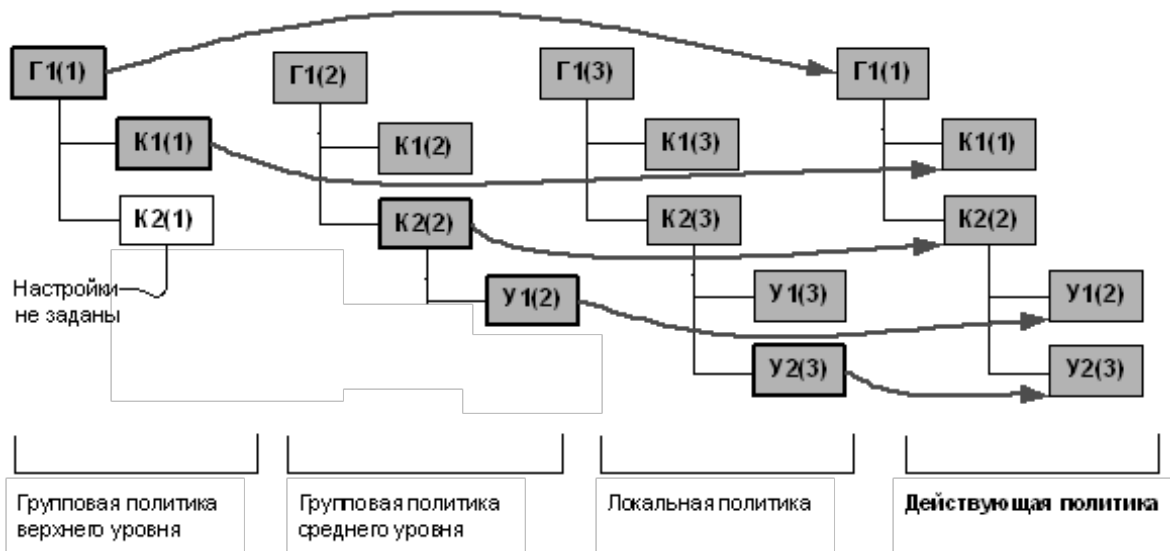 Г1(1)
Г1(2)
Г1(3)
Г1(1)
К1(1)
К1(2)
К1(3)
К1(1)
К2(1)
К2(2)
К2(3)
К2(2)
Настройки
не заданы
У1(2)
У1(3)
У1(2)
У2(3)
У2(3)
Групповая политика
верхнего уровня
Групповая политика
среднего уровня
Локальная политика
Действующая политика